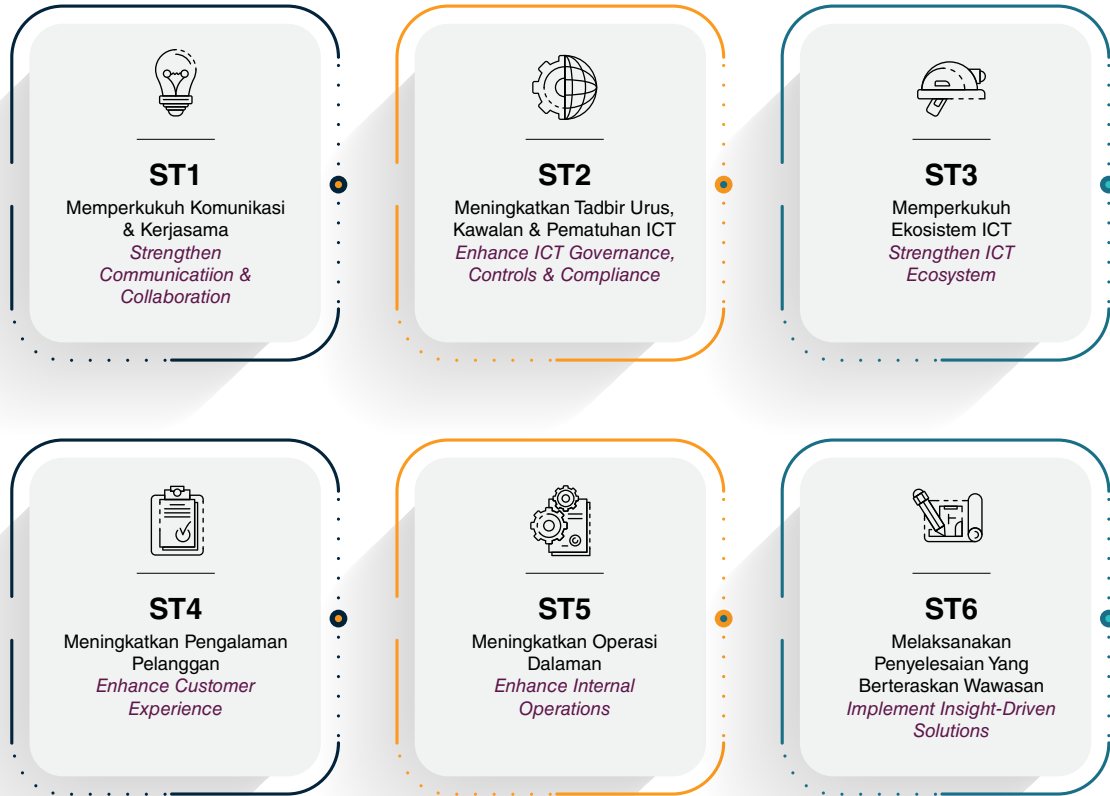 ST1
Memperkukuh Komunikasi
& Kerjasama
Strengthen
Communicatiion &
Collaboration
ST2
Meningkatkan Tadbir Urus,
Kawalan & Pematuhan ICT
Enhance ICT Governance,
Controls & Compliance
ST3
Memperkukuh
Ekosistem ICT
Strengthen ICT
Ecosystem
ST4
Meningkatkan Pengalaman
Pelanggan
Enhance Customer
Experience
ST5
Meningkatkan Operasi
Dalaman
Enhance Internal
Operations
ST6
Melaksanakan
Penyelesaian Yang
Berteraskan Wawasan
Implement Insight-Driven
Solutions